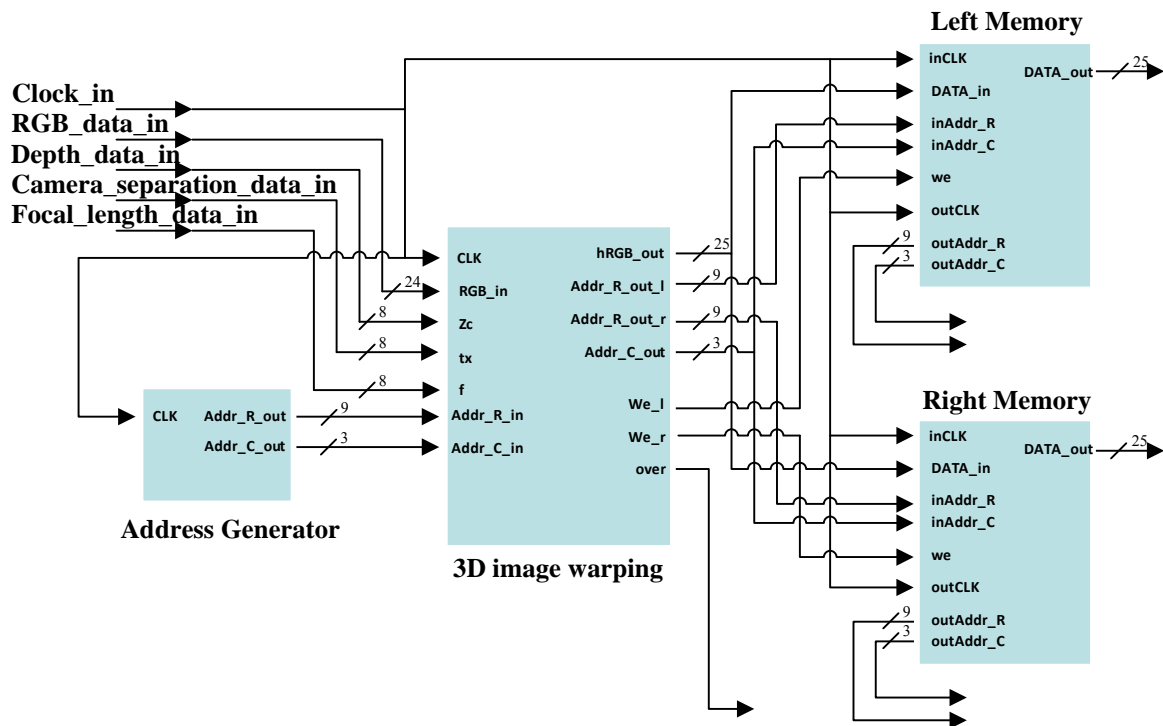 Left Memory
inCLK
DATA_out
25
DATA_in
inAddr_R
inAddr_C
we
outCLK
9
outAddr_R
3
outAddr_C
Clock_in
RGB_data_in
Depth_data_in
Camera_separation_data_in
Focal_length_data_in
CLK
24
RGB_in
8
Zc
8
tx
8
f
Addr_R_in
Addr_C_in
hRGB_out
25
Addr_R_out_l
9
Addr_R_out_r
9
Addr_C_out
3
We_l
We_r
over
3D image warping
CLK
Addr_R_out
9
Addr_C_out
3
Address Generator
Right Memory
inCLK
DATA_out
25
DATA_in
inAddr_R
inAddr_C
we
outCLK
9
outAddr_R
3
outAddr_C